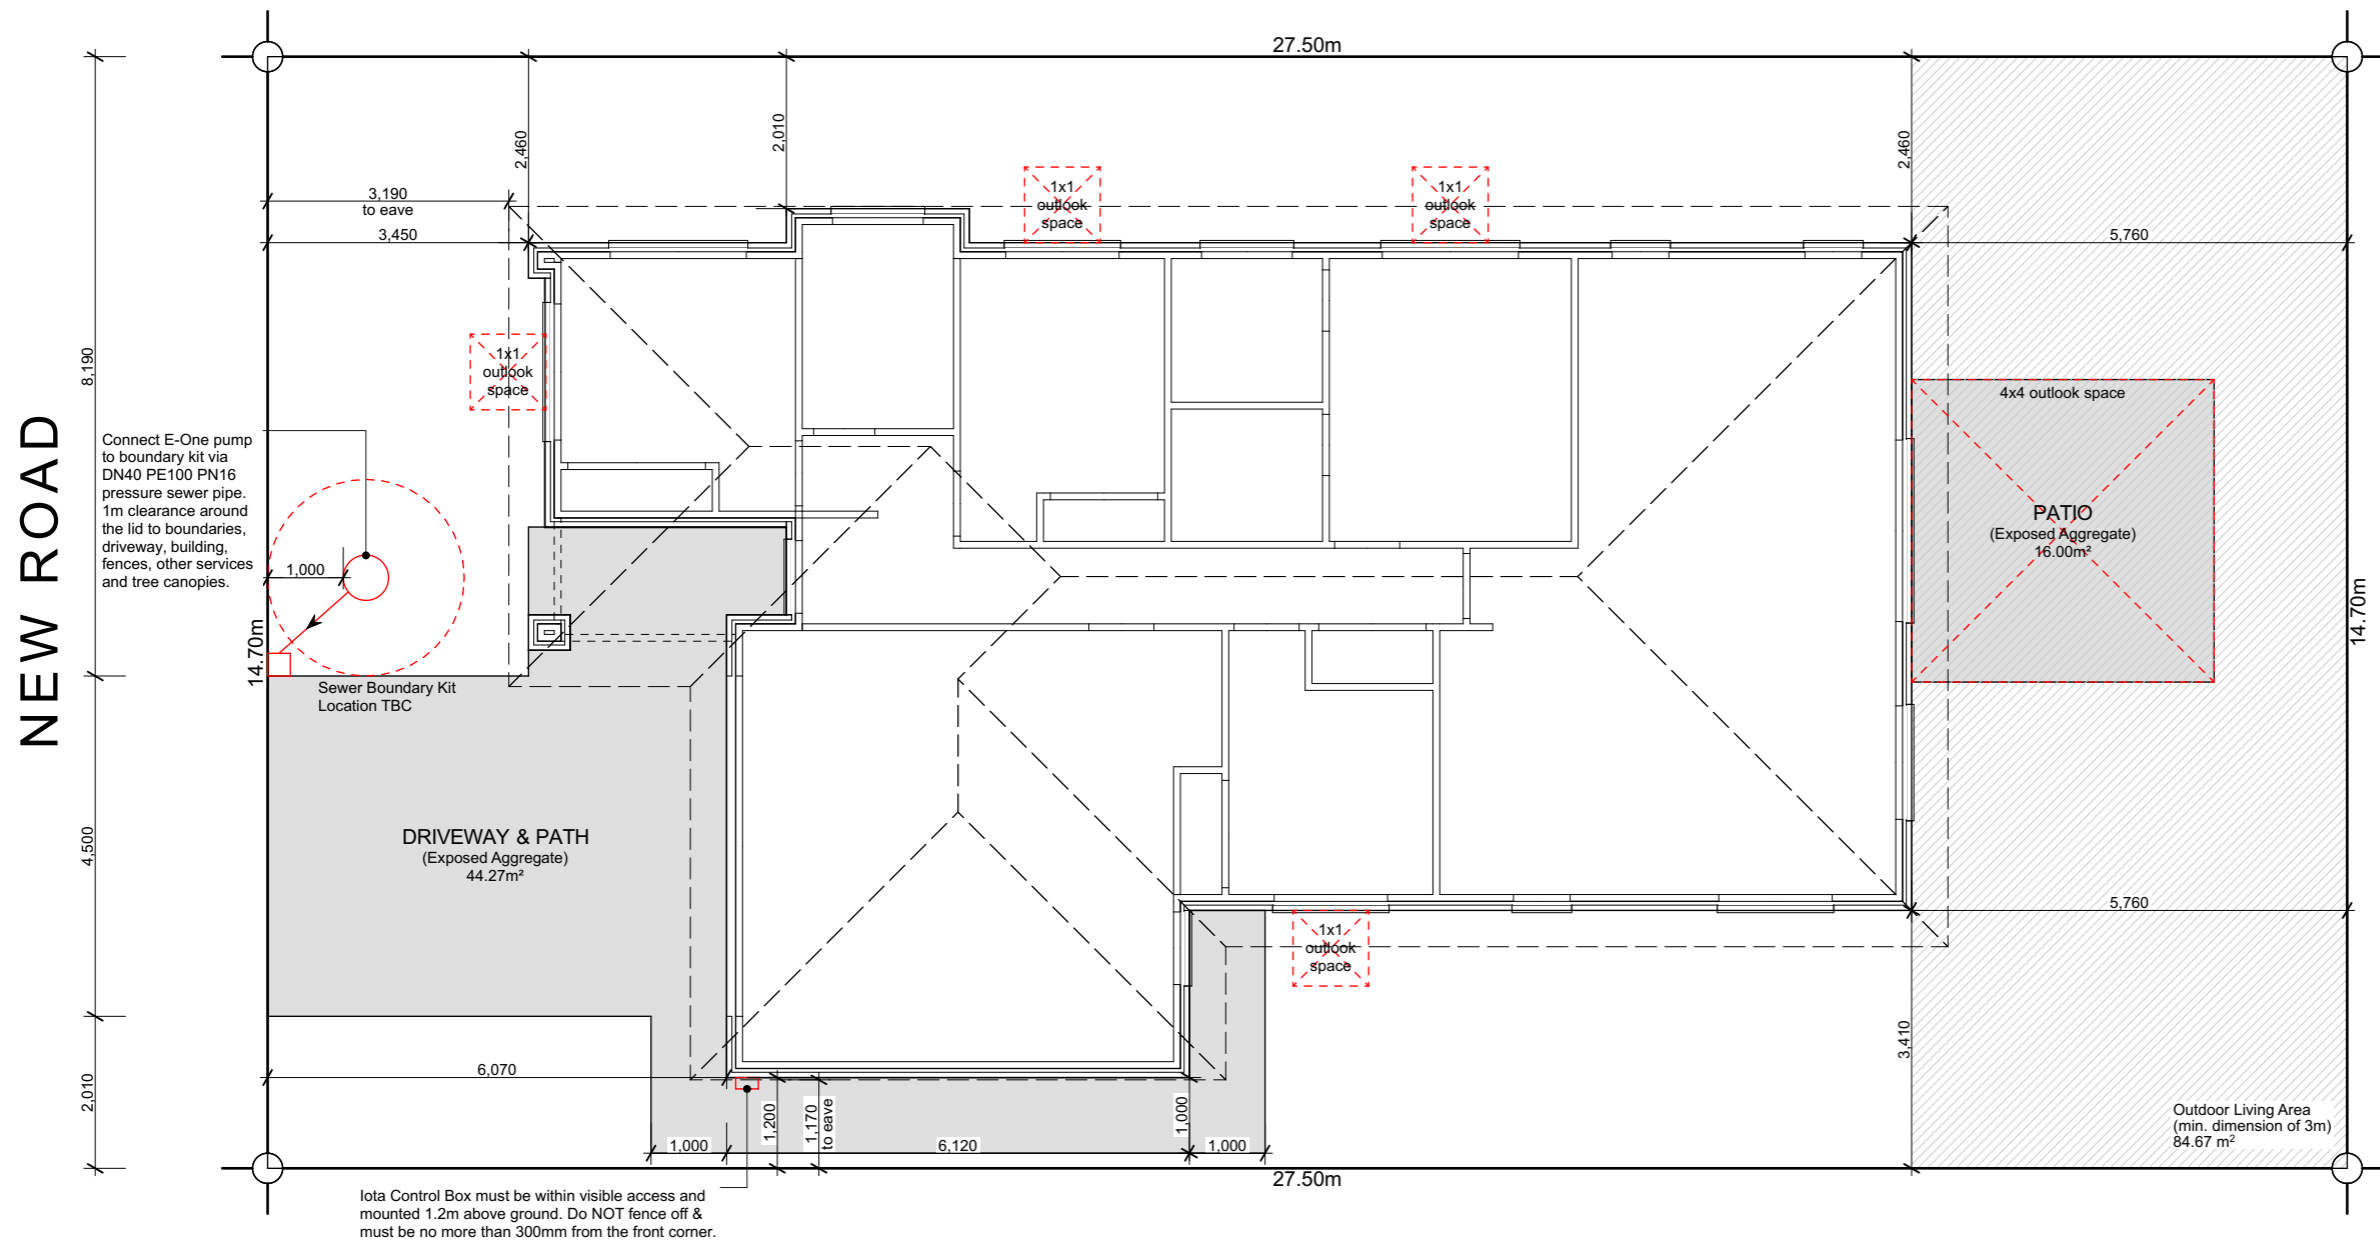 27.50m
2,460
2,010
2,460
3,190
to eave
3,450
5,760
1x1
outlook
space
1x1
outlook
space
1x1
outlook
space
8,190
NEW ROAD
Connect E-One pump
to boundary kit via
DN40 PE100 PN16
pressure sewer pipe.
1m clearance around
the lid to boundaries,
driveway, building,
fences, other services
and tree canopies.
1,000
14.70m
Sewer Boundary Kit
Location TBC
4x4 outlook space
PATIO
(Exposed Aggregate)
16.00m²
14.70m
4,500
DRIVEWAY & PATH
(Exposed Aggregate)
44.27m²
1x1
outlook
space
5,760
3,410
2,010
6,070
1,000
1,200
1,170
to eave
6,120
1,000
1,000
Outdoor Living Area
(min. dimension of 3m)
84.67 m²
27.50m
Iota Control Box must be within visible access and
mounted 1.2m above ground. Do NOT fence off &
must be no more than 300mm from the front corner.